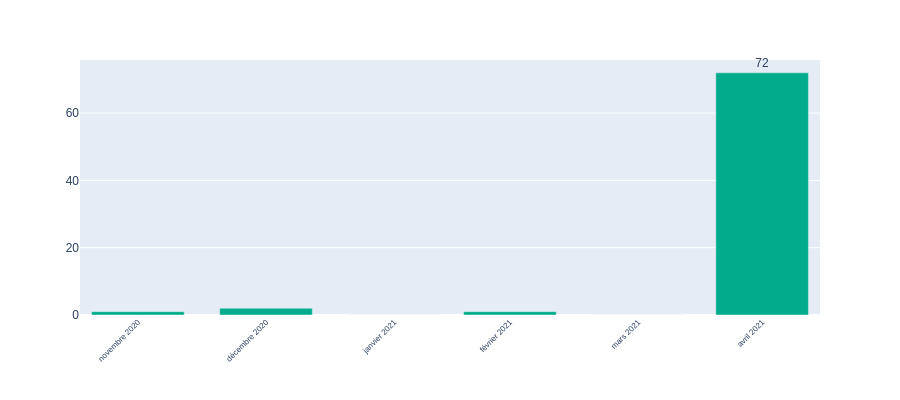 72
60
40
20
0
novembre 2020
décembre 2020
janvier 2021
février 2021
mars 2021
avril 2021